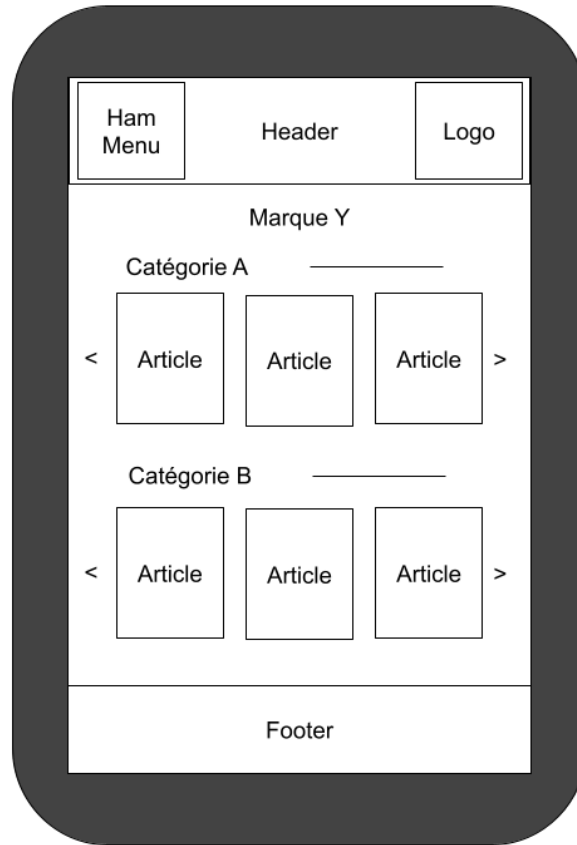 Ham
Menu
Header
Logo
Marque Y
Catégorie A
< Article Article Article >
Catégorie B
< Article Article Article >
Footer